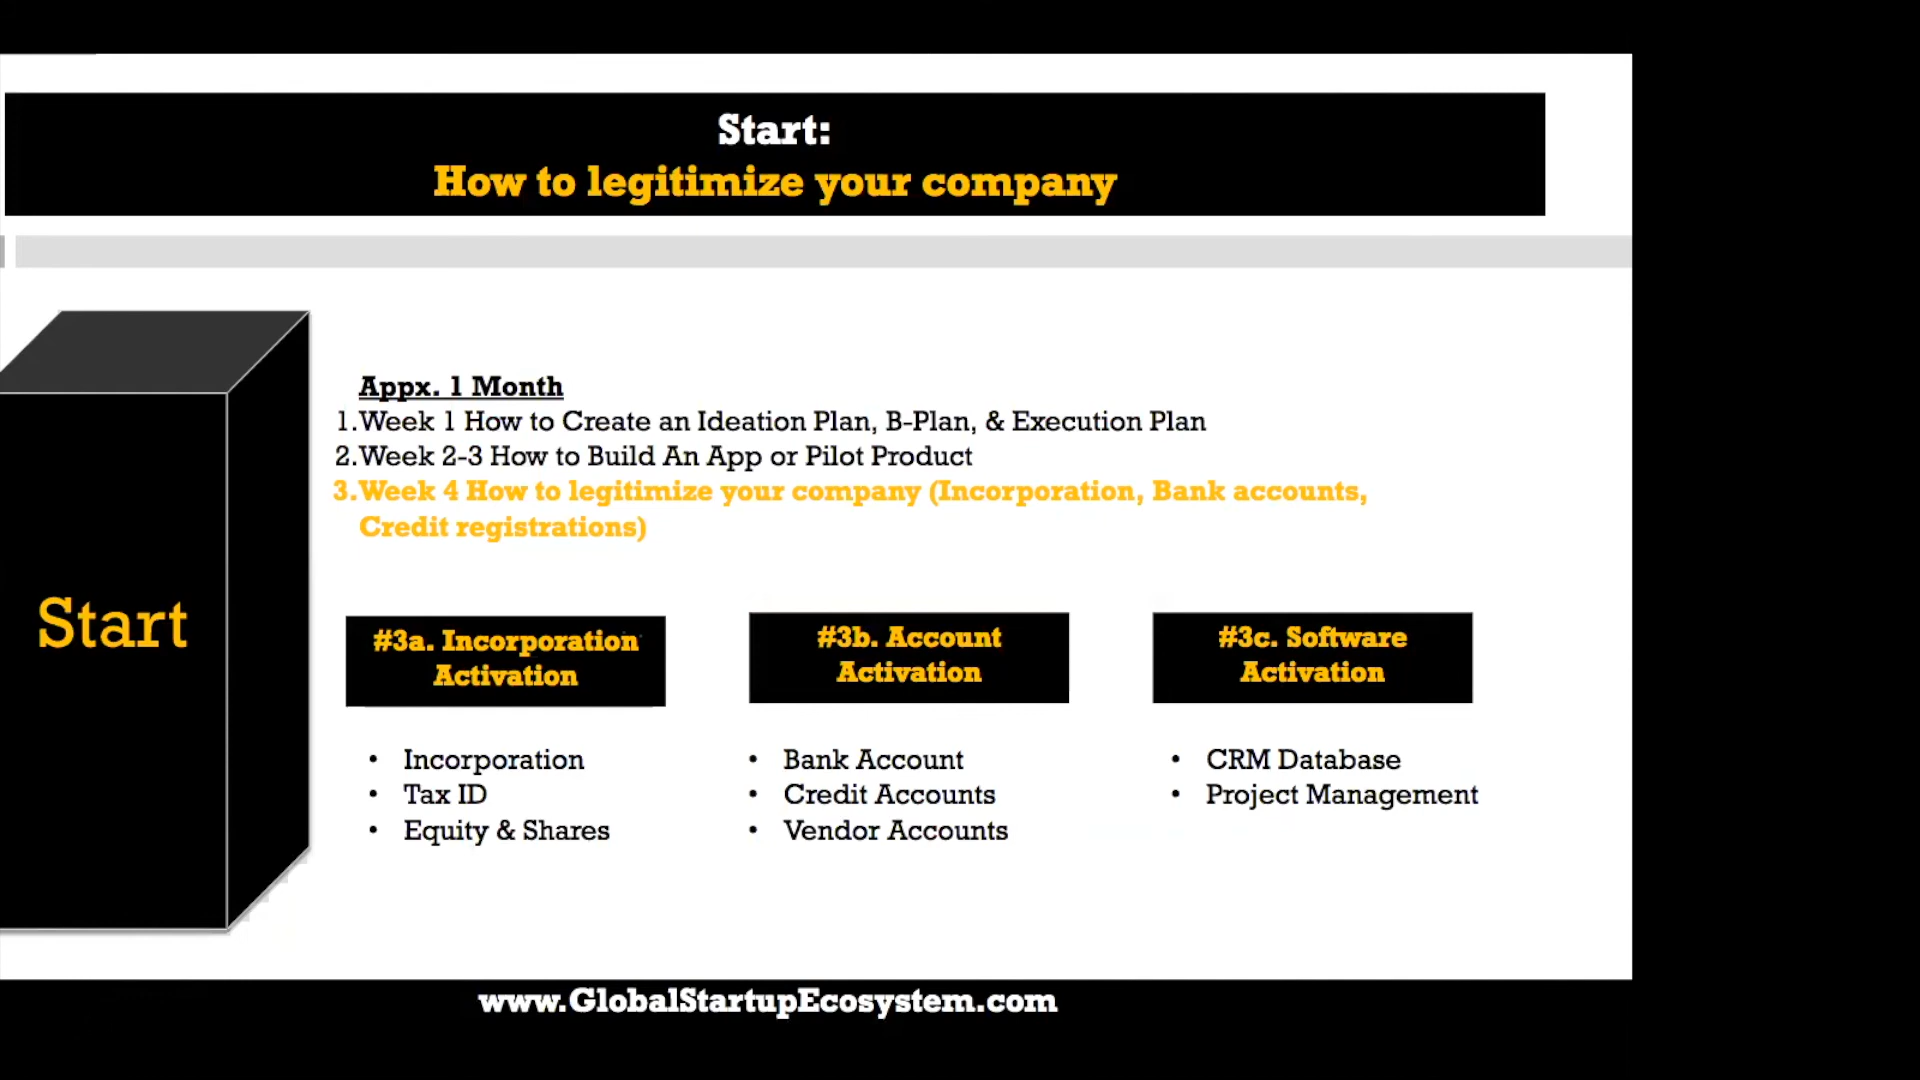 Start:
How to legitimize your company
Appx. 1 Month
1.Week 1 How to Create an Ideation Plan, B-Plan, & Execution Plan
2.Week 2-3 How to Build An App or Pilot Product
3.Week 4 How to legitimize your company (Incorporation, Bank accounts,
Credit registrations)
Start
#3a. Incorporation
Activation
• Incorporation
• Tax ID
• Equity & Shares
#3b. Account
Activation
• Bank Account
• Credit Accounts
• Vendor Accounts
#3c. Software
Activation
• CRM Database
• Project Management
www.GlobalStartupEcosystem.com